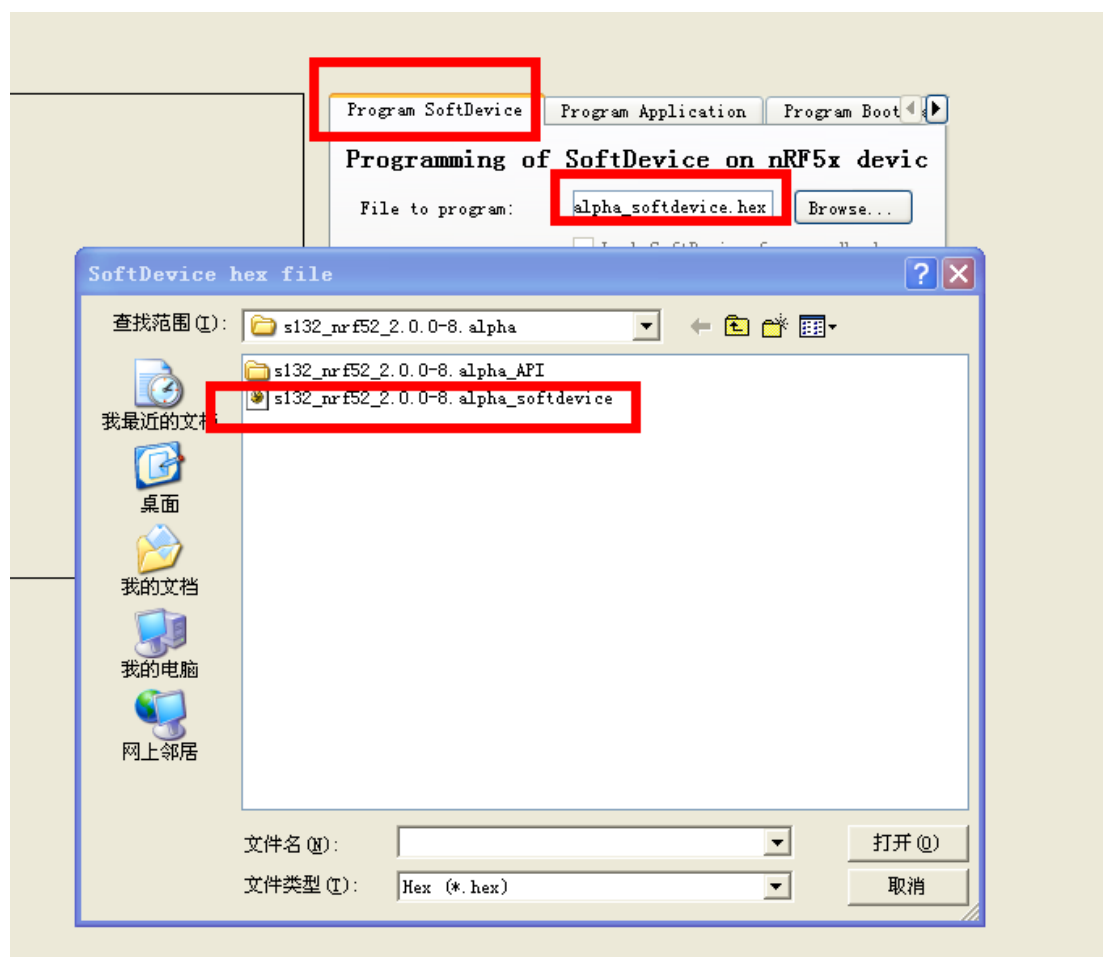 Program SoftDevice
Program Application
Program Boot
Programming of SoftDevice on nRF5x devic
File to program:
alpha_softdevice.hex
Browse...
SoftDevice hex file
查找范围(I):
s132_nrf52_2.0.0-8.alpha
s132_nrf52_2.0.0-8.alpha_API
s132_nrf52_2.0.0-8.alpha_softdevice
我最近的文档
桌面
我的文档
我的电脑
网上邻居
文件名(N):
打开(O)
文件类型(T):
Hex (*.hex)
取消